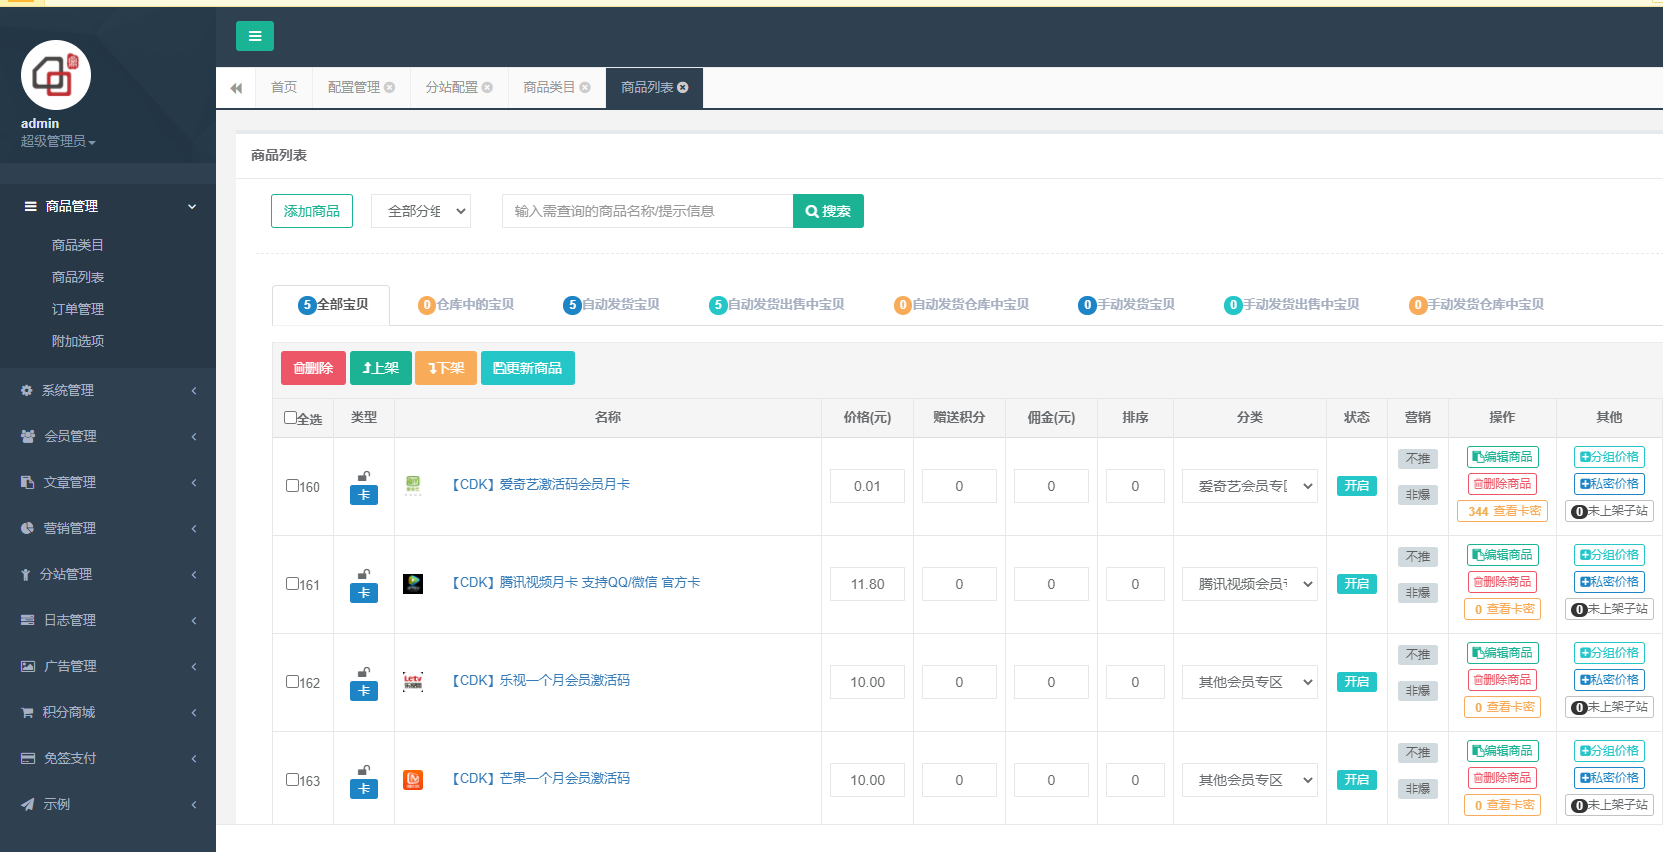 admin
超级管理员
商品管理
商品类目
商品列表
订单管理
附加选项
系统管理
会员管理
文章管理
营销管理
分站管理
日志管理
广告管理
积分商城
免签支付
示例
首页 配置管理 分站配置 商品类目 商品列表
商品列表
添加商品 全部分组 输入需查询的商品名称/提示信息 搜索
5全部宝贝 0仓库中的宝贝 5自动发货宝贝 5自动发货出售中宝贝 0自动发货仓库中宝贝 0手动发货宝贝 0手动发货出售中宝贝 0手动发货仓库中宝贝
删除 上架 下架 更新商品
全选 类型 名称 价格(元) 赠送积分 佣金(元) 排序 分类 状态 营销 操作 其他
160 卡 【CDK】爱奇艺激活码会员月卡 0.01 0 0 0 爱奇艺会员专区 开启
不推 编辑商品 分组价格
删除商品 私密价格
非爆 344 查看卡密 0未上架子站
161 卡 【CDK】腾讯视频月卡 支持QQ/微信 官方卡 11.80 0 0 0 腾讯视频会员专 开启
不推 编辑商品 分组价格
删除商品 私密价格
非爆 0 查看卡密 0未上架子站
162 卡 Letv 【CDK】乐视一个月会员激活码 10.00 0 0 0 其他会员专区 开启
不推 编辑商品 分组价格
删除商品 私密价格
非爆 0 查看卡密 0未上架子站
163 卡 【CDK】芒果一个月会员激活码 10.00 0 0 0 其他会员专区 开启
不推 编辑商品 分组价格
删除商品 私密价格
非爆 0 查看卡密 0未上架子站